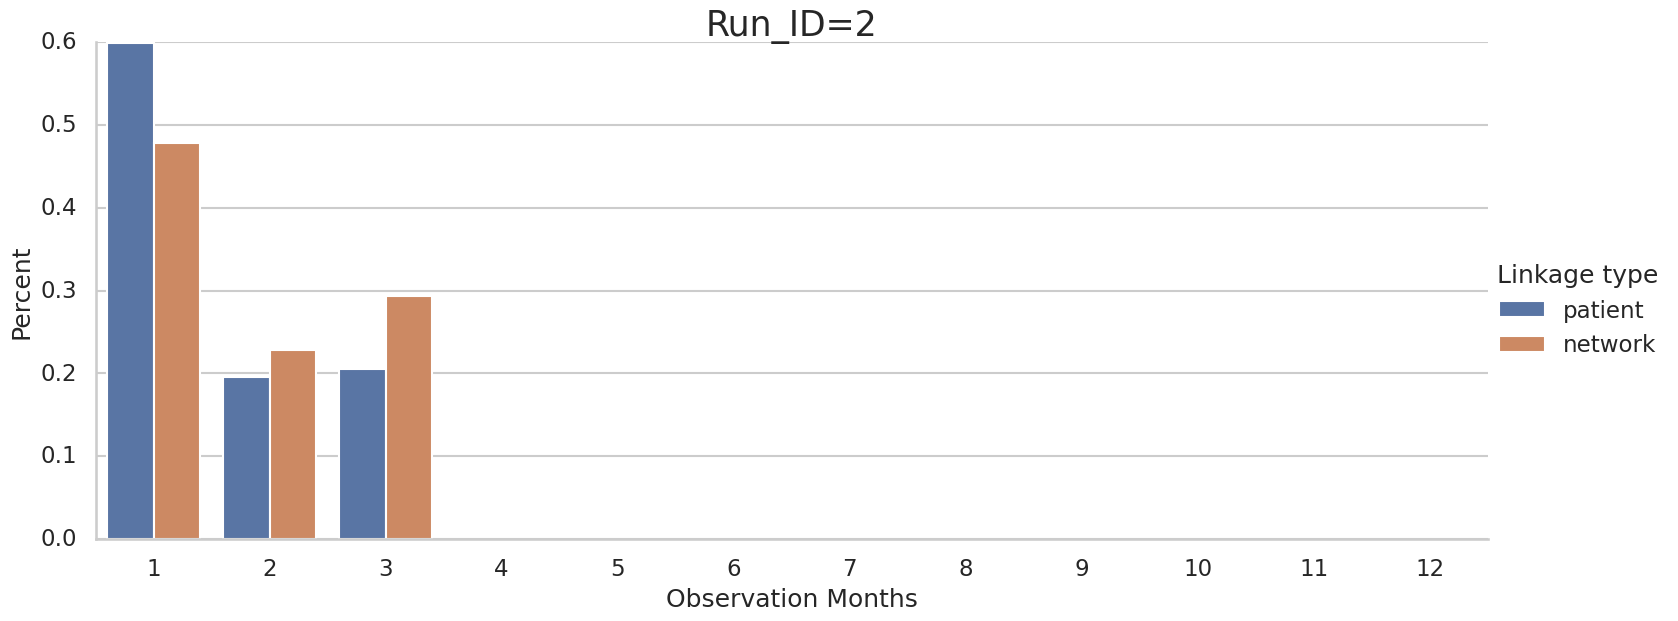 Run_ID=2
0.6
0.5
0.4
0.3
0.2
0.1
0.0
Percent
1 2 3 4 5 6 7 8 9 10 11 12
Observation Months
Linkage type
patient
network